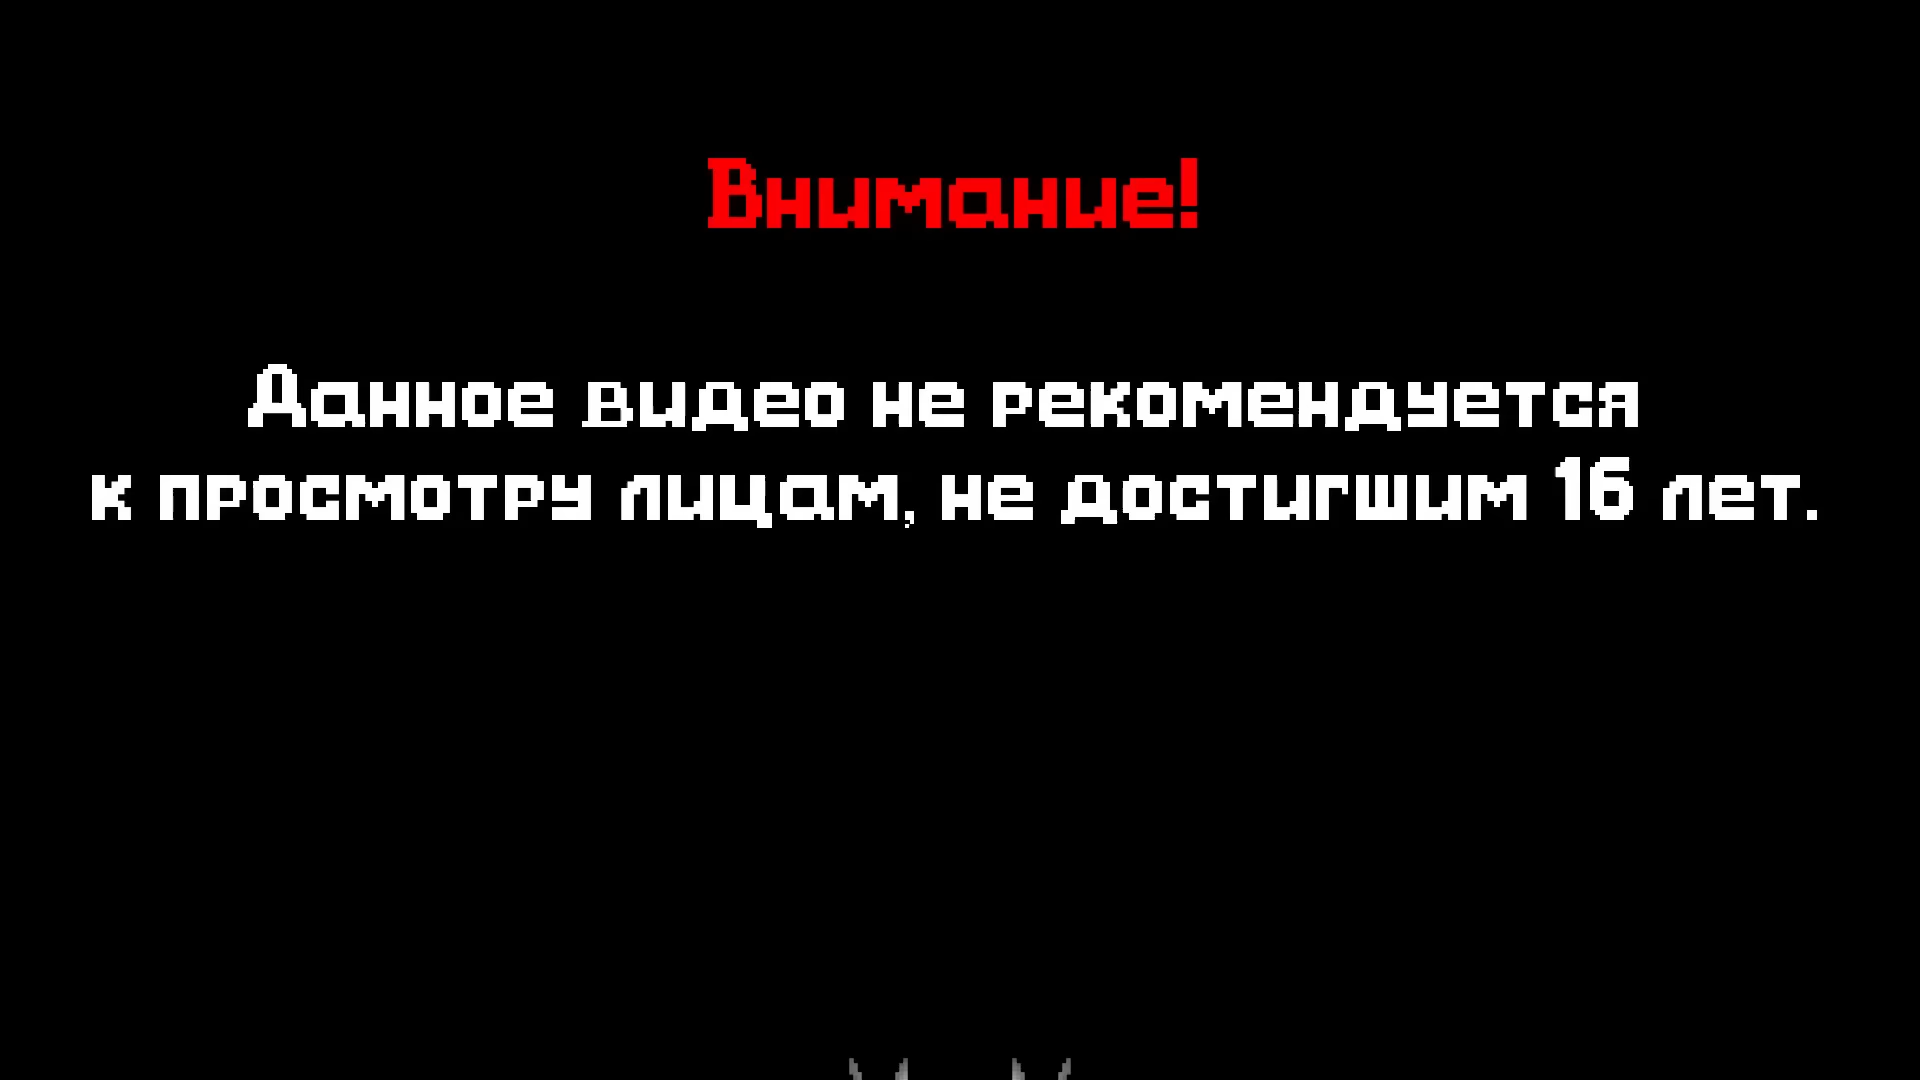 Внимание!
Данное видео не рекомендуется
к просмотру лицам, не достигшим 16 лет.